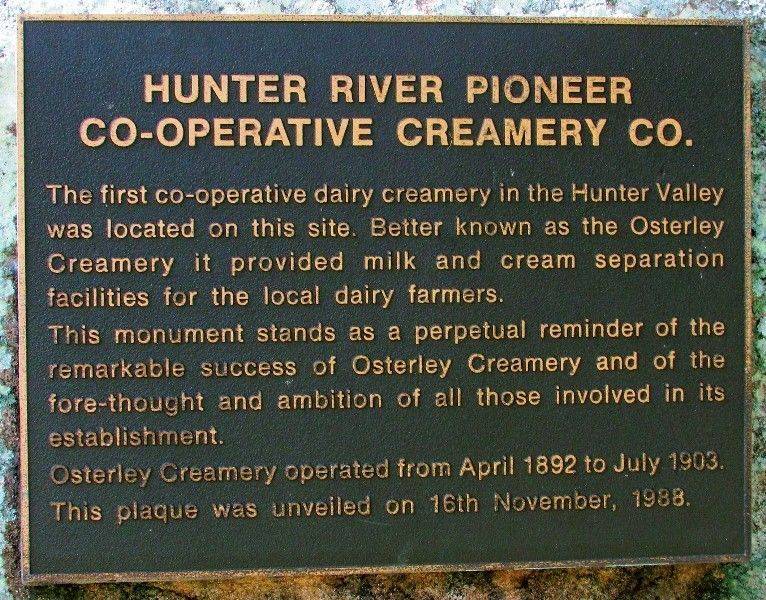 HUNTER RIVER PIONEER
CO-OPERATIVE CREAMERY CO.
The first co-operative dairy creamery in the Hunter Valley
was located on this site. Better known as the Osterley
Creamery it provided milk and cream separation
facilities for the local dairy farmers.
This monument stands as a perpetual reminder of the
remarkable success of Osterley Creamery and of the
fore-thought and ambition of all those involved in its
establishment.
Osterley Creamery operated from April 1892 to July 1903.
This plaque was unveiled on 16th November, 1988.